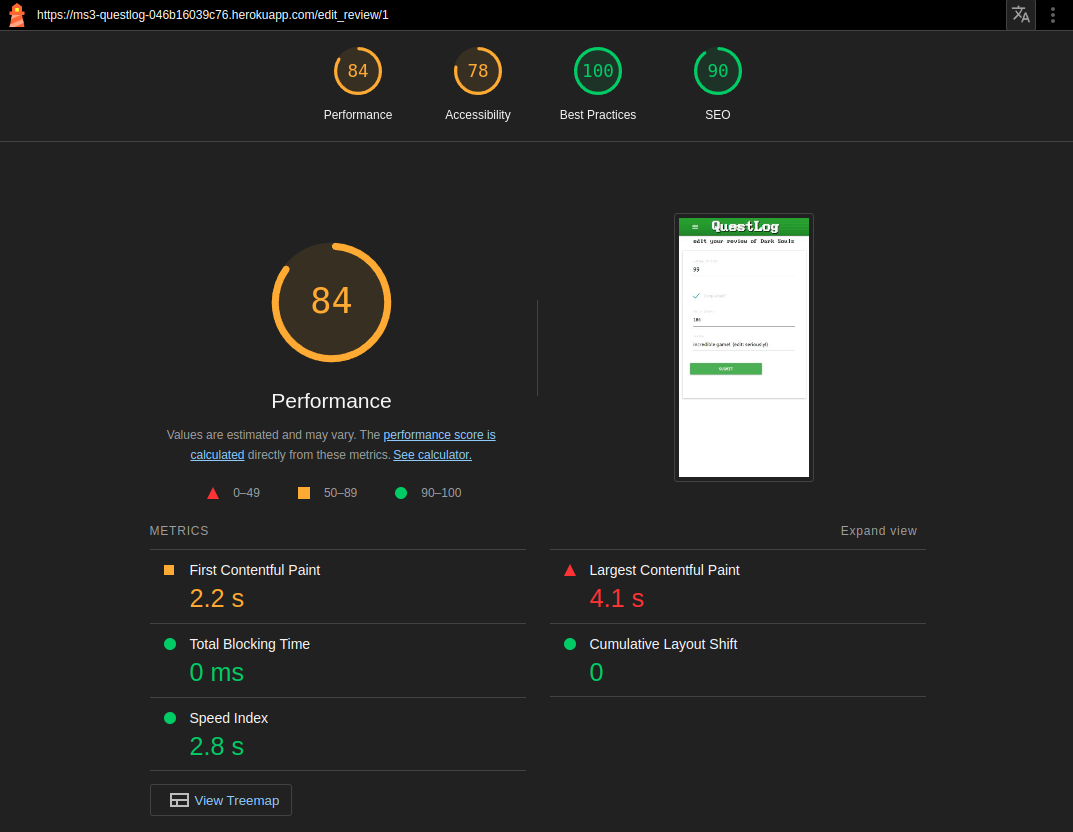 https://ms3-questlog-046b16039c76.herokuapp.com/edit_review/1
84
78
100
90
Performance
Accessibility
Best Practices
SEO
84
Performance
Values are estimated and may vary. The performance score is
calculated directly from these metrics. See calculator.
0–49
50–89
90–100
QuestLog
edit your review of Dark Souls
99
incredible game! (edit seriously!)
SUBMIT
METRICS
Expand view
First Contentful Paint
2.2 s
Largest Contentful Paint
4.1 s
Total Blocking Time
0 ms
Cumulative Layout Shift
0
Speed Index
2.8 s
View Treemap